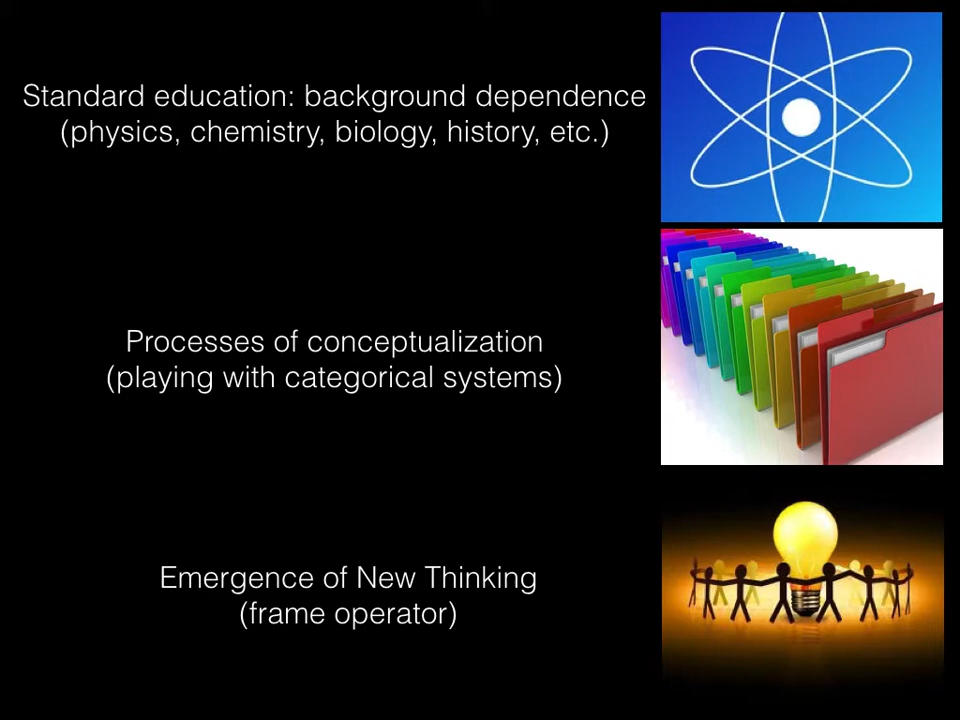 Standard education: background dependence
(physics, chemistry, biology, history, etc.)
Processes of conceptualization
(playing with categorical systems)
Emergence of New Thinking
(frame operator)